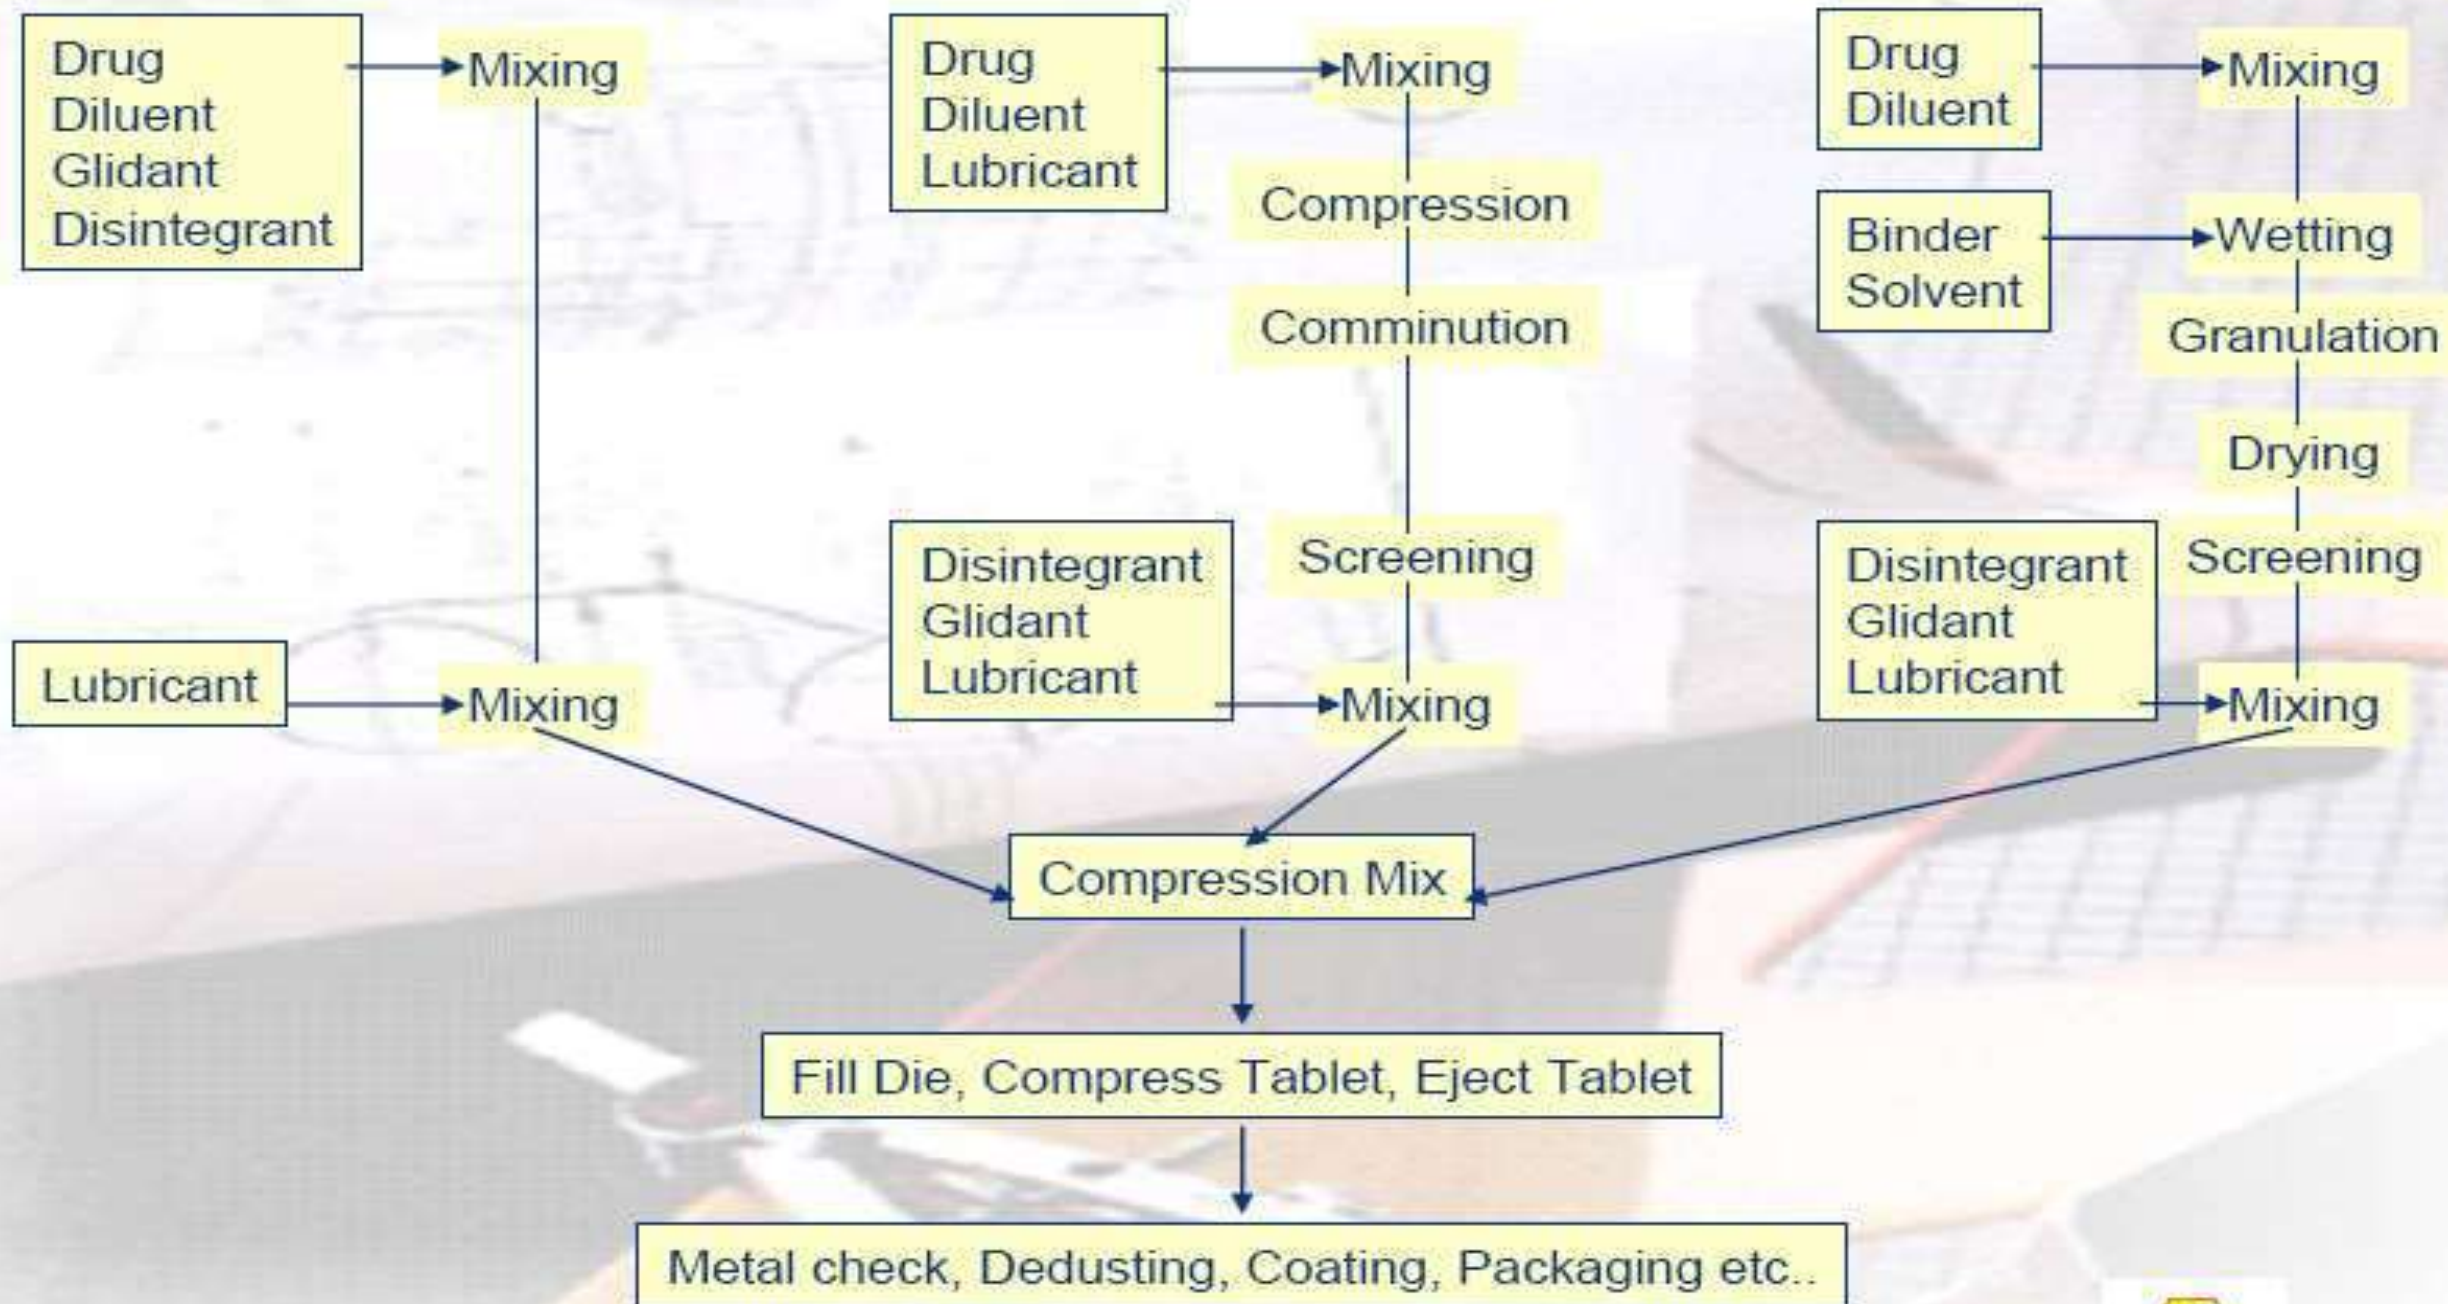 Drug
Diluent
Glidant
Disintegrant
Mixing
Lubricant
Mixing
Drug
Diluent
Lubricant
Mixing
Compression
Comminution
Screening
Disintegrant
Glidant
Lubricant
Mixing
Drug
Diluent
Mixing
Binder
Solvent
Wetting
Granulation
Drying
Screening
Disintegrant
Glidant
Lubricant
Mixing
Compression Mix
Fill Die, Compress Tablet, Eject Tablet
Metal check, Dedusting, Coating, Packaging etc..